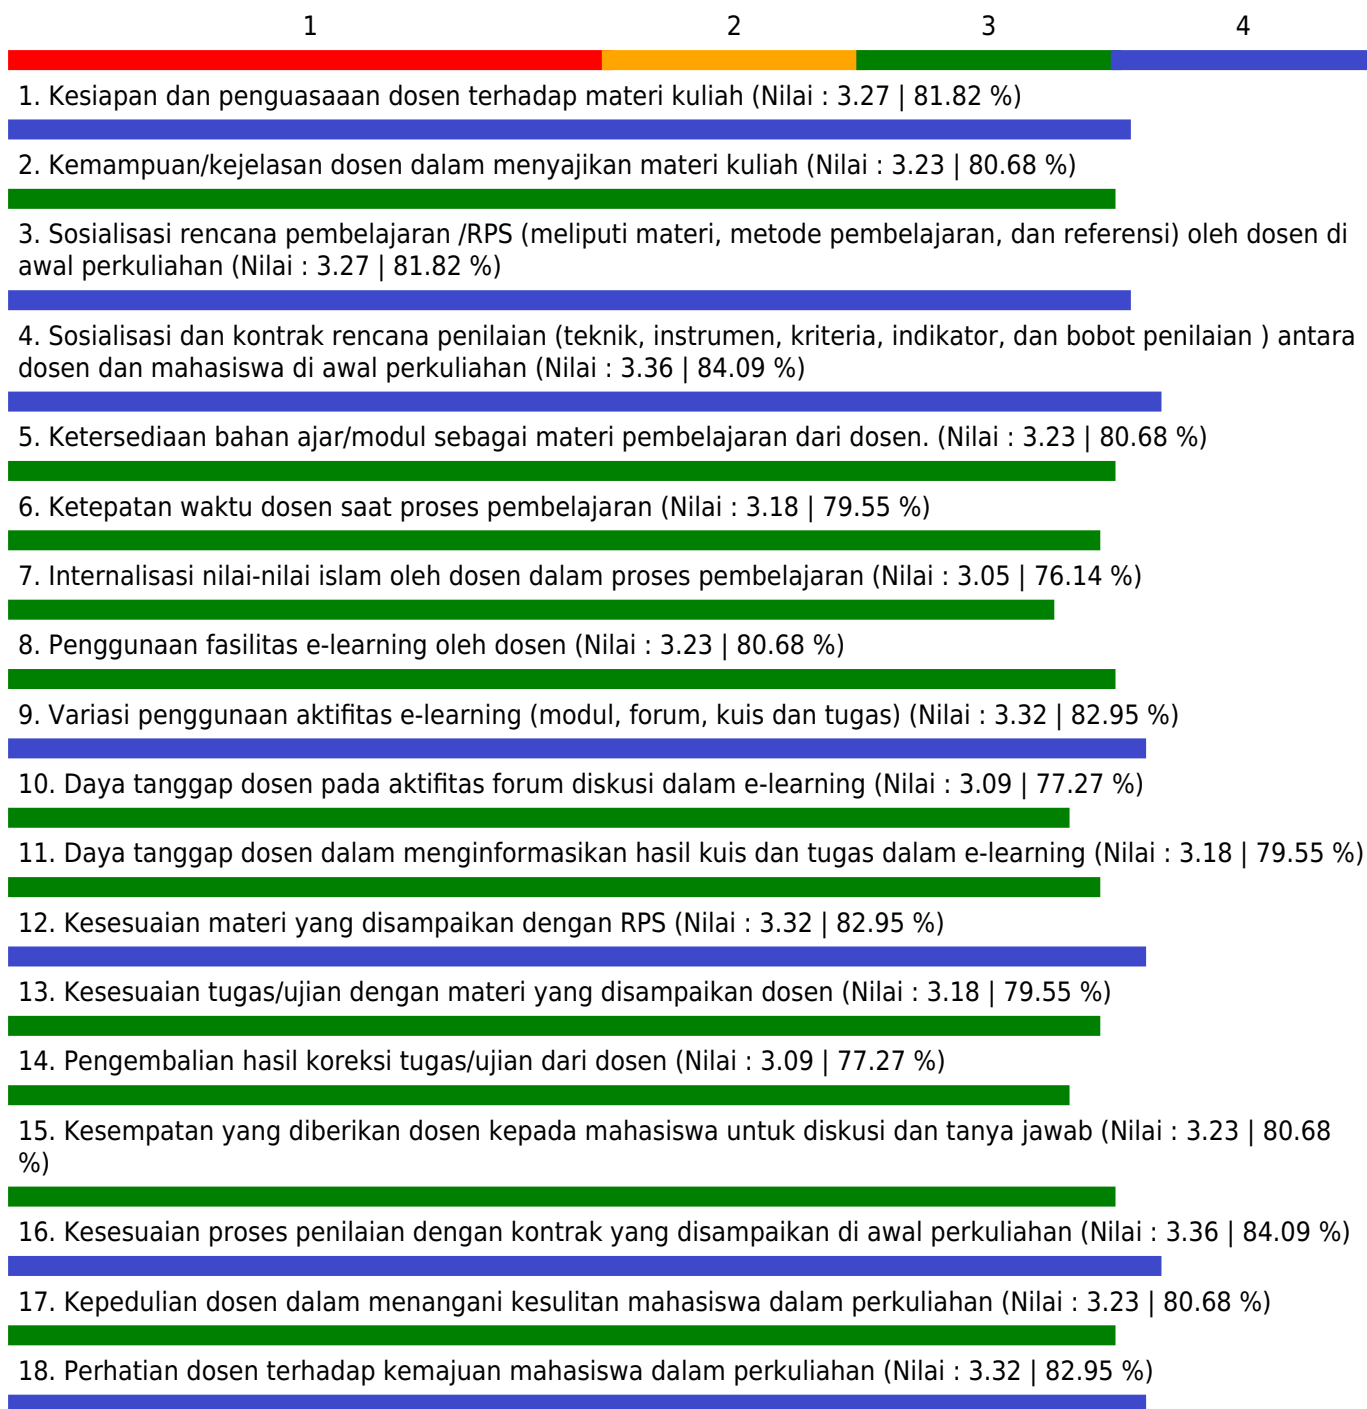 1 2 3 4
1. Kesiapan dan penguasaaan dosen terhadap materi kuliah (Nilai : 3.27 | 81.82 %)
2. Kemampuan/kejelasan dosen dalam menyajikan materi kuliah (Nilai : 3.23 | 80.68 %)
3. Sosialisasi rencana pembelajaran /RPS (meliputi materi, metode pembelajaran, dan referensi) oleh dosen di
awal perkuliahan (Nilai : 3.27 | 81.82 %)
4. Sosialisasi dan kontrak rencana penilaian (teknik, instrumen, kriteria, indikator, dan bobot penilaian ) antara
dosen dan mahasiswa di awal perkuliahan (Nilai : 3.36 | 84.09 %)
5. Ketersediaan bahan ajar/modul sebagai materi pembelajaran dari dosen. (Nilai : 3.23 | 80.68 %)
6. Ketepatan waktu dosen saat proses pembelajaran (Nilai : 3.18 | 79.55 %)
7. Internalisasi nilai-nilai islam oleh dosen dalam proses pembelajaran (Nilai : 3.05 | 76.14 %)
8. Penggunaan fasilitas e-learning oleh dosen (Nilai : 3.23 | 80.68 %)
9. Variasi penggunaan aktifitas e-learning (modul, forum, kuis dan tugas) (Nilai : 3.32 | 82.95 %)
10. Daya tanggap dosen pada aktifitas forum diskusi dalam e-learning (Nilai : 3.09 | 77.27 %)
11. Daya tanggap dosen dalam menginformasikan hasil kuis dan tugas dalam e-learning (Nilai : 3.18 | 79.55 %)
12. Kesesuaian materi yang disampaikan dengan RPS (Nilai : 3.32 | 82.95 %)
13. Kesesuaian tugas/ujian dengan materi yang disampaikan dosen (Nilai : 3.18 | 79.55 %)
14. Pengembalian hasil koreksi tugas/ujian dari dosen (Nilai : 3.09 | 77.27 %)
15. Kesempatan yang diberikan dosen kepada mahasiswa untuk diskusi dan tanya jawab (Nilai : 3.23 | 80.68
%)
16. Kesesuaian proses penilaian dengan kontrak yang disampaikan di awal perkuliahan (Nilai : 3.36 | 84.09 %)
17. Kepedulian dosen dalam menangani kesulitan mahasiswa dalam perkuliahan (Nilai : 3.23 | 80.68 %)
18. Perhatian dosen terhadap kemajuan mahasiswa dalam perkuliahan (Nilai : 3.32 | 82.95 %)